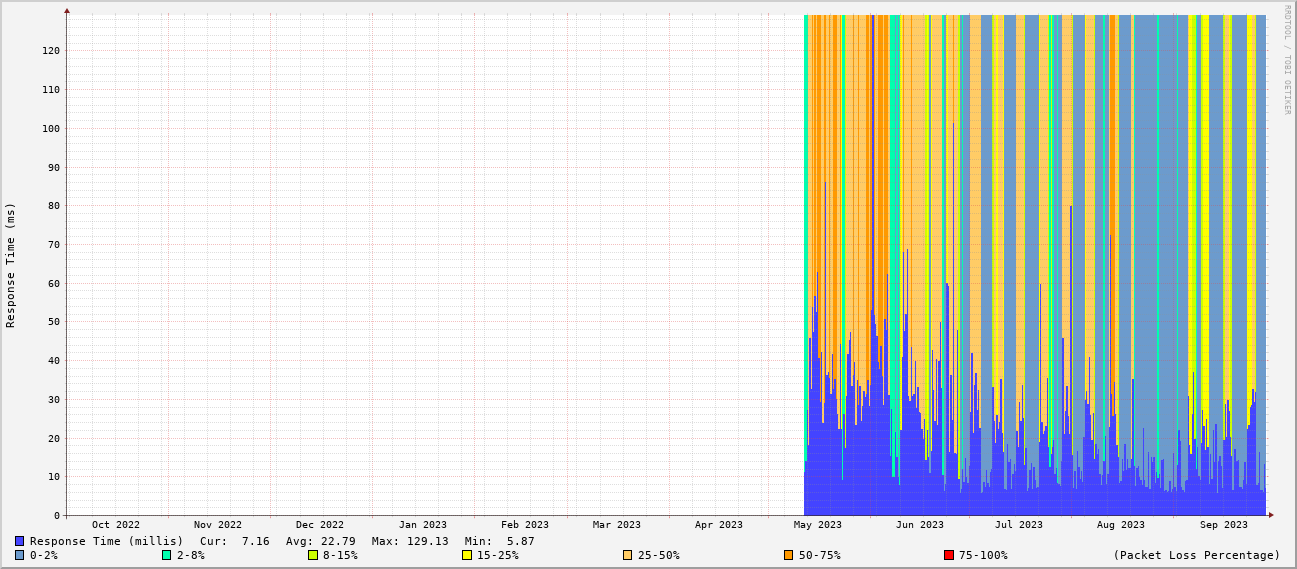 RRDTOOL / TOBI OETIKER
Response Time (ms)
120
110
100
90
80
70
60
50
40
30
20
10
0
Oct 2022 Nov 2022 Dec 2022 Jan 2023 Feb 2023 Mar 2023 Apr 2023 May 2023 Jun 2023 Jul 2023 Aug 2023 Sep 2023
Response Time (millis) Cur: 7.16 Avg: 22.79 Max: 129.13 Min: 5.87
0-2% 2-8% 8-15% 15-25% 25-50% 50-75% 75-100% (Packet Loss Percentage)